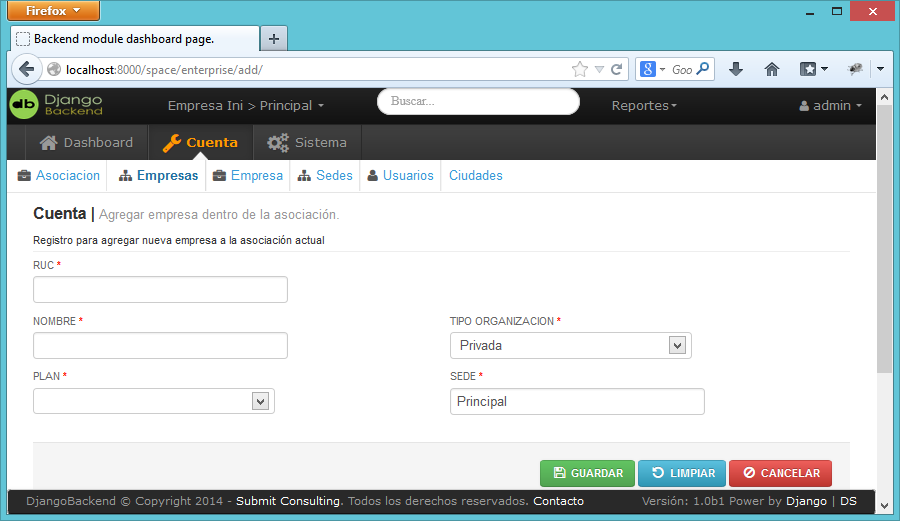 Firefox
Backend module dashboard page.
localhost:8000/space/enterprise/add/
Goo
db Django Backend
Empresa Ini > Principal
Buscar...
Reportes
admin
Dashboard Cuenta Sistema
Asociacion Empresas Empresa Sedes Usuarios Ciudades
Cuenta | Agregar empresa dentro de la asociación.
Registro para agregar nueva empresa a la asociación actual
RUC *
NOMBRE *
TIPO ORGANIZACION *
Privada
PLAN *
SEDE *
Principal
GUARDAR LIMPIAR CANCELAR
DjangoBackend © Copyright 2014 - Submit Consulting. Todos los derechos reservados. Contacto
Versión: 1.0b1 Power by Django | DS